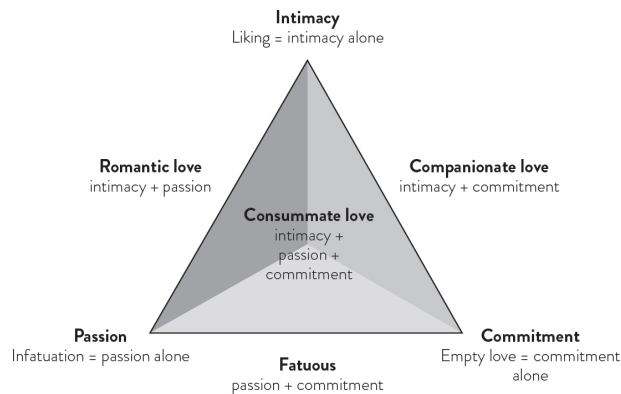 Intimacy
Liking = intimacy alone
Romantic love
intimacy + passion
Companionate love
intimacy + commitment
Consummate love
intimacy +
passion +
commitment
Passion
Infatuation = passion alone
Commitment
Empty love = commitment
alone
Fatuous
passion + commitment